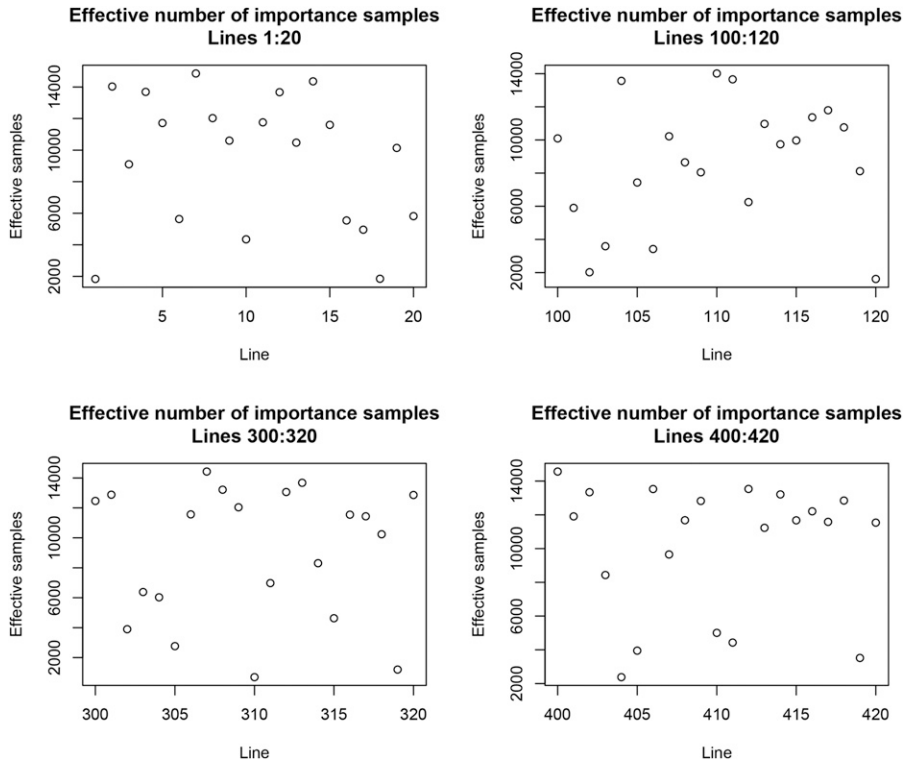 Effective number of importance samples
Lines 1:20
Effective samples
14000
10000
6000
2000
5
10
15
20
Line
Effective number of importance samples
Lines 100:120
Effective samples
14000
10000
6000
2000
100
105
110
115
120
Line
Effective number of importance samples
Lines 300:320
Effective samples
14000
10000
6000
2000
300
305
310
315
320
Line
Effective number of importance samples
Lines 400:420
Effective samples
14000
10000
6000
2000
400
405
410
415
420
Line